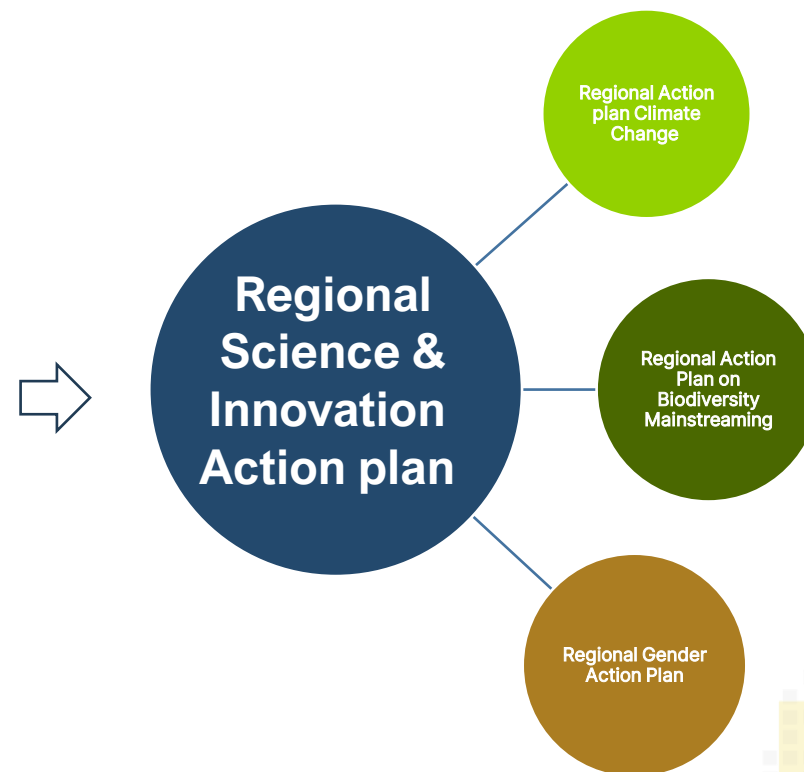 Regional Action
plan Climate
Change
Regional
Science &
Innovation
Action plan
Regional Action
Plan on
Biodiversity
Mainstreaming
Regional Gender
Action Plan